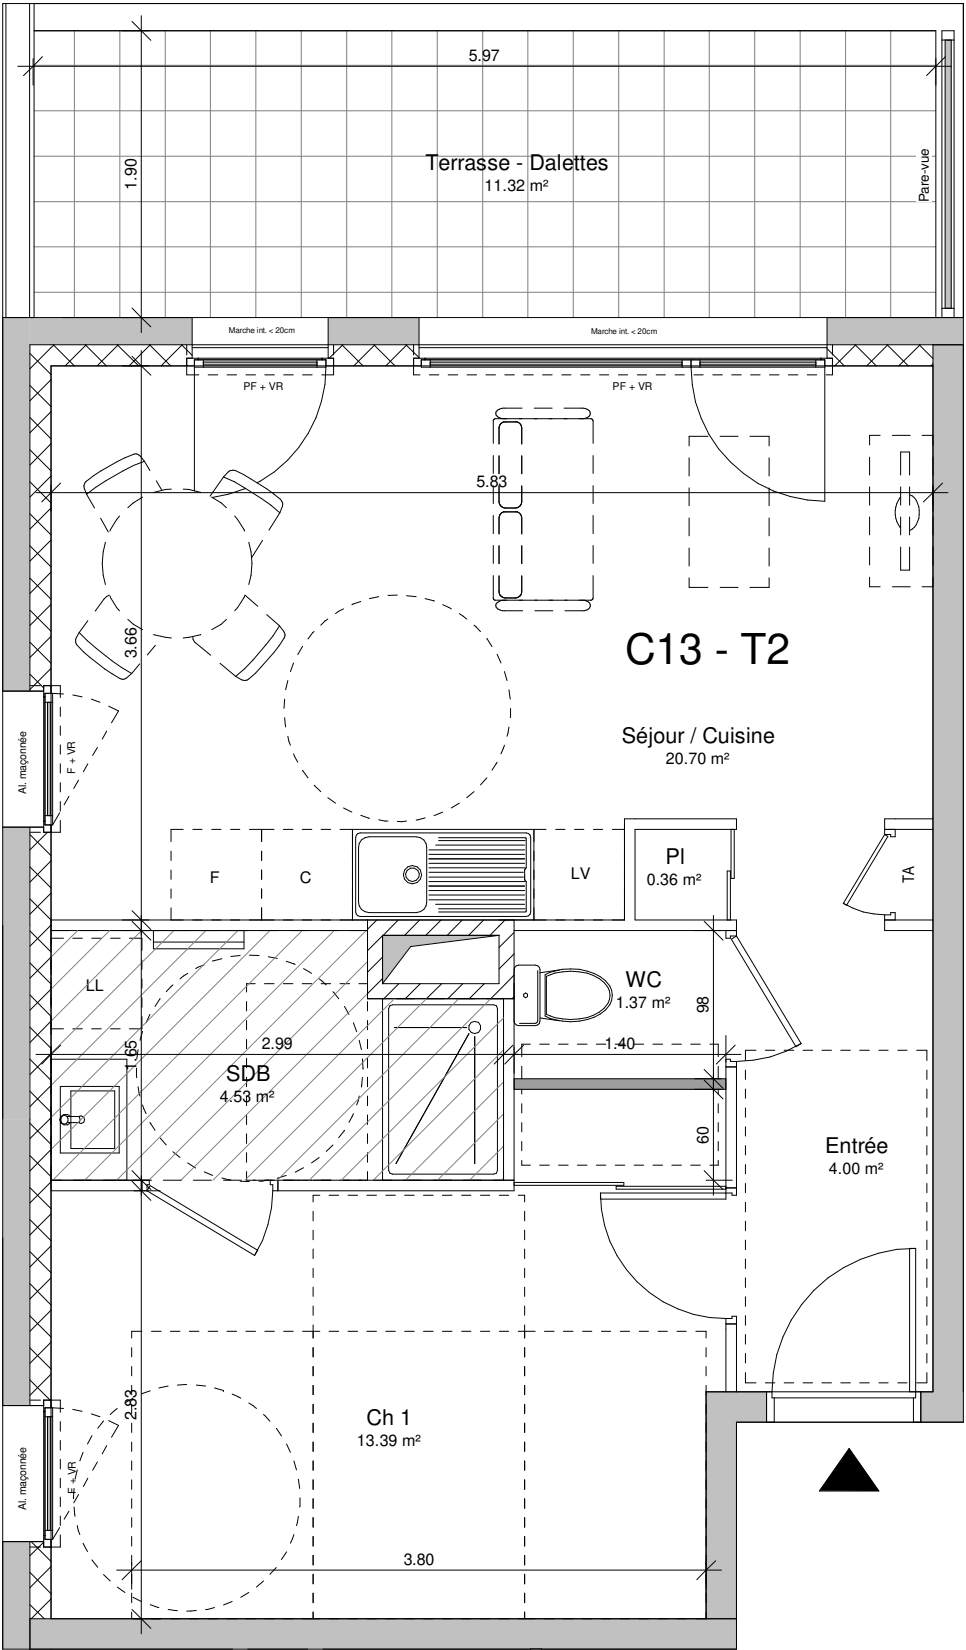 5.97
1.90
Terrasse - Dalettes
11.32 m²
Pare-vue
Marche int. < 20cm
Marche int. < 20cm
PF + VR
PF + VR
5.83
3.66
C13 - T2
Séjour / Cuisine
20.70 m²
Al. maçonnée
F + VR
F
C
LV
Pl
0.36 m²
TA
LL
WC
1.37 m²
98
1.65
2.99
1.40
SDB
4.53 m²
60
Entrée
4.00 m²
2.83
Ch 1
13.39 m²
Al. maçonnée
F + VR
3.80